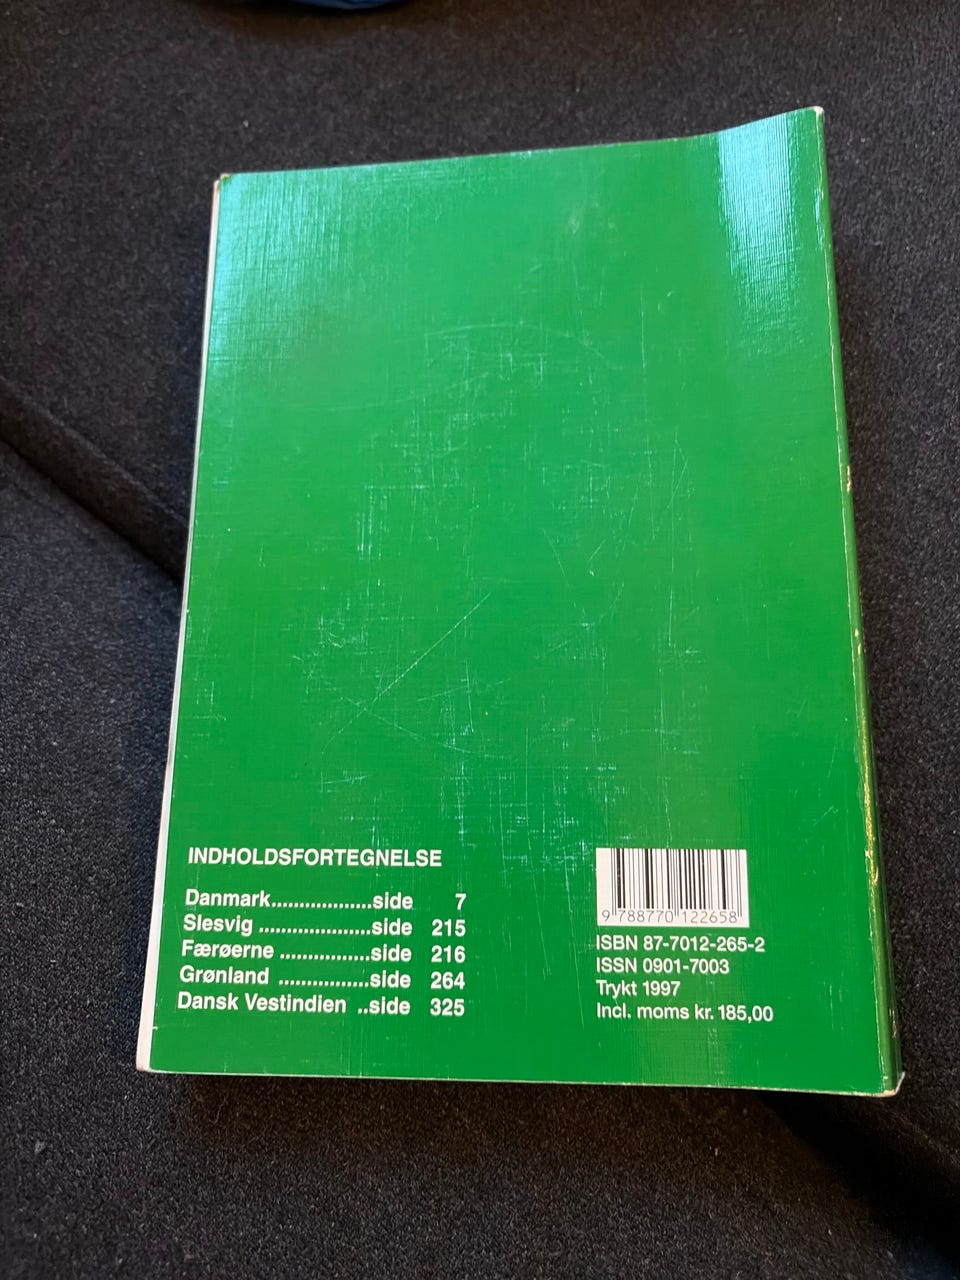 INDHOLDSFORTEGNELSE
Danmark...................side 7
Slesvig .....................side 215
Færøerne .................side 216
Grønland .................side 264
Dansk Vestindien ..side 325
9 788770 122658
ISBN 87-7012-265-2
ISSN 0901-7003
Trykt 1997
Incl. moms kr. 185,00